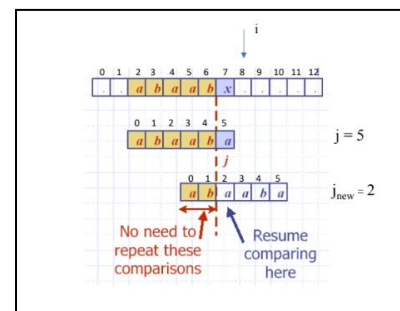 i
0 1 2 3 4 5 6 7 8 9 10 11 12
. . a b a a b x . . . . .
0 1 2 3 4 5
a b a a b a
j = 5
j
0 1 2 3 4 5
a b a a b a
jnew = 2
No need to
repeat these
comparisons
Resume
comparing
here